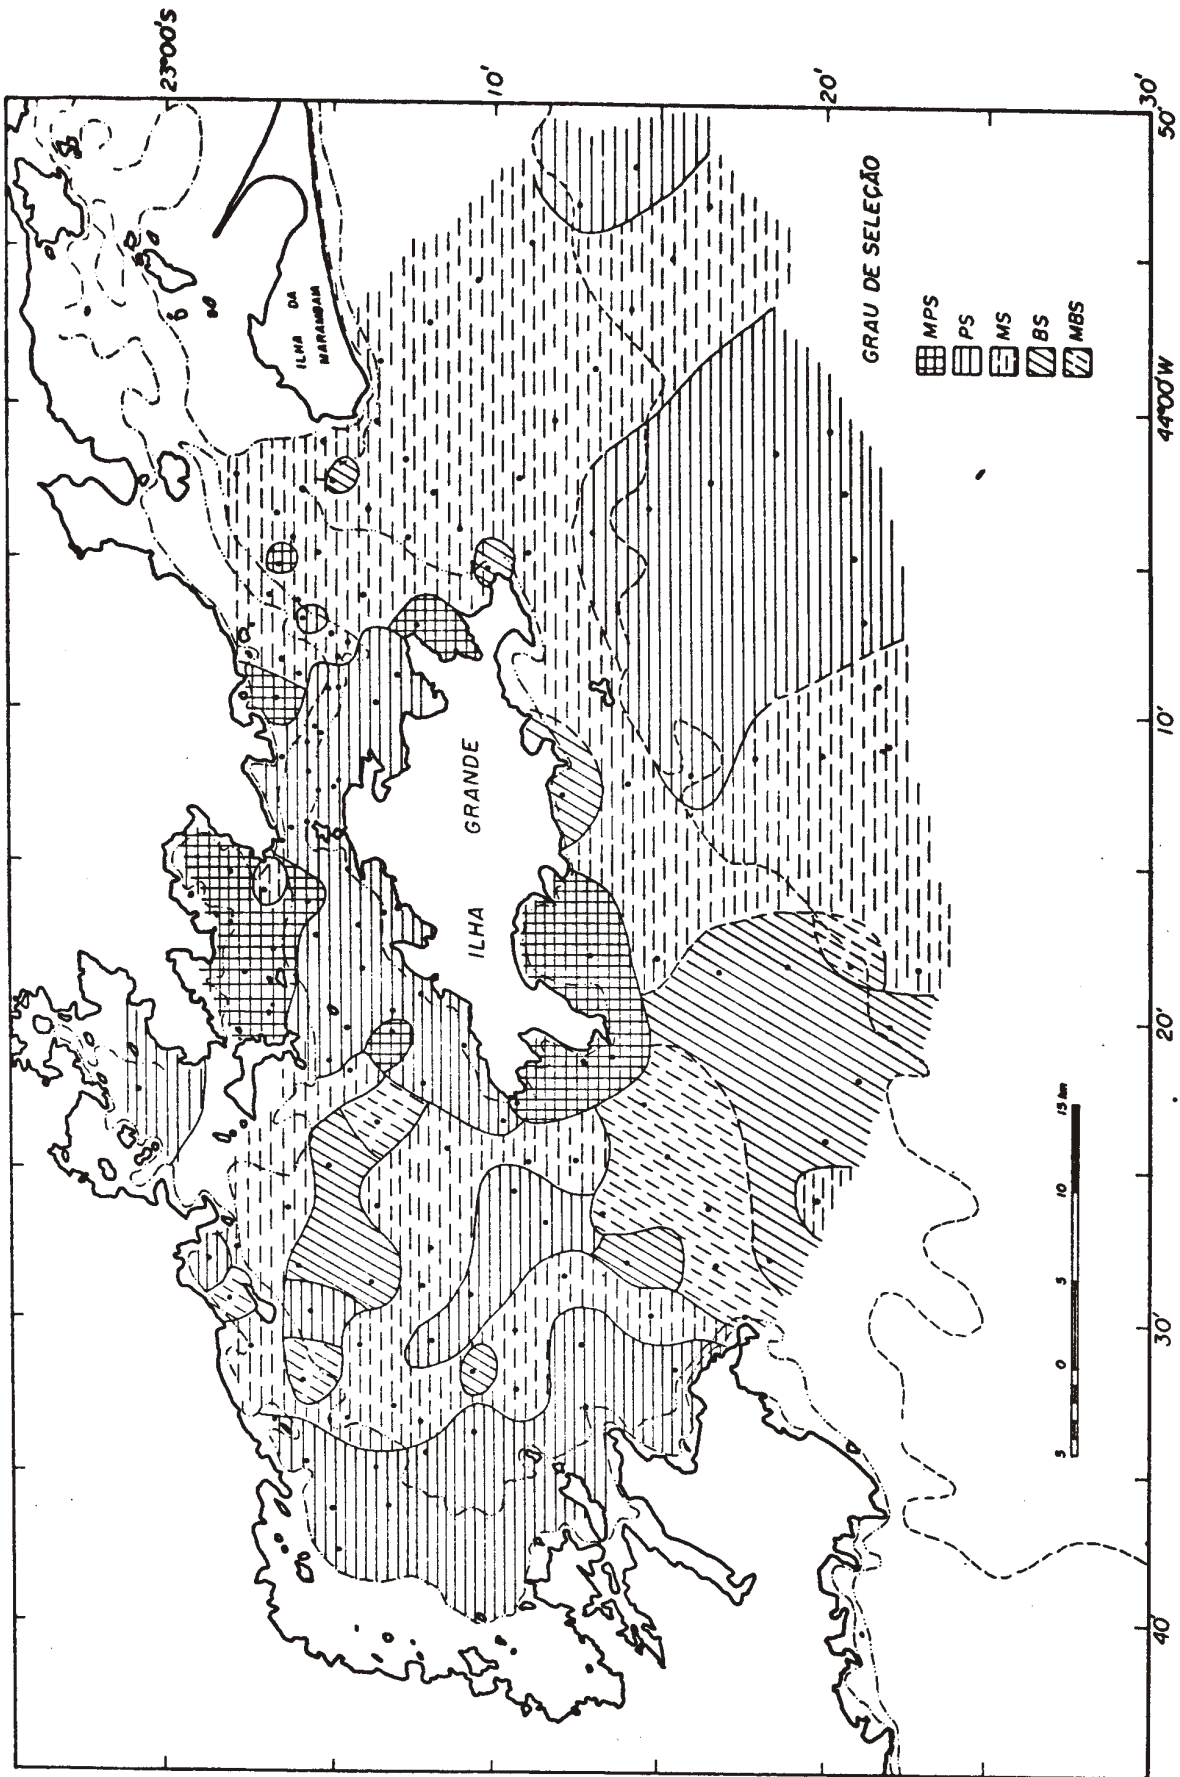 23°00'S
10'
20'
30'
50'
44°00'W
10'
20'
30'
40'
ILHA DA
MARAMBAIA
ILHA GRANDE
GRAU DE SELEÇÃO
MPS
PS
MS
BS
MBS
5 0 5 10 15 km